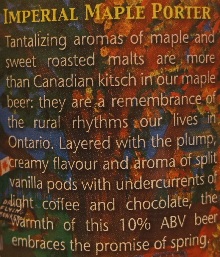 IMPERIAL MAPLE PORTER
Tantalizing aromas of maple and
sweet roasted malts are more
than Canadian kitsch in our maple
beer: they are a remembrance of
the rural rhythms our lives in
Ontario. Layered with the plump,
creamy flavour and aroma of split
vanilla pods with undercurrents of
light coffee and chocolate, the
warmth of this 10% ABV beer
embraces the promise of spring.